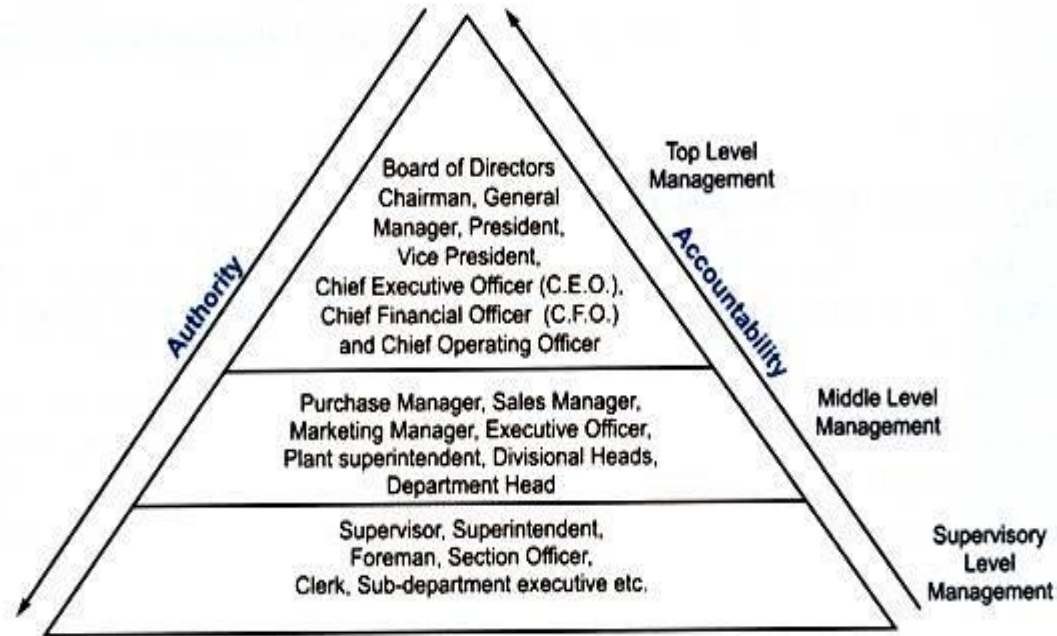 Board of Directors
Chairman, General
Manager, President,
Vice President,
Chief Executive Officer (C.E.O.),
Chief Financial Officer (C.F.O.)
and Chief Operating Officer
Top Level
Management
Authority
Accountability
Purchase Manager, Sales Manager,
Marketing Manager, Executive Officer,
Plant superintendent, Divisional Heads,
Department Head
Middle Level
Management
Supervisor, Superintendent,
Foreman, Section Officer,
Clerk, Sub-department executive etc.
Supervisory
Level
Management